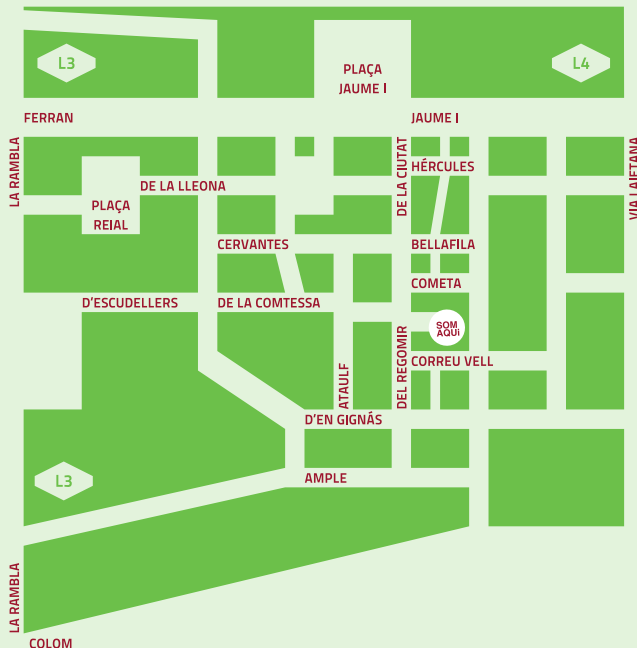 L3
L4
PLAÇA
JAUME I
FERRAN
JAUME I
LA RAMBLA
DE LA CIUTAT
HÉRCULES
VIA LAIETANA
DE LA LLEONA
PLAÇA
REIAL
CERVANTES
BELLAFILA
COMETA
D'ESCUDELLERS
DE LA COMTESSA
SOM
AQUí
DEL REGOMIR
CORREU VELL
ATAULF
D'EN GIGNÁS
L3
AMPLE
LA RAMBLA
COLOM